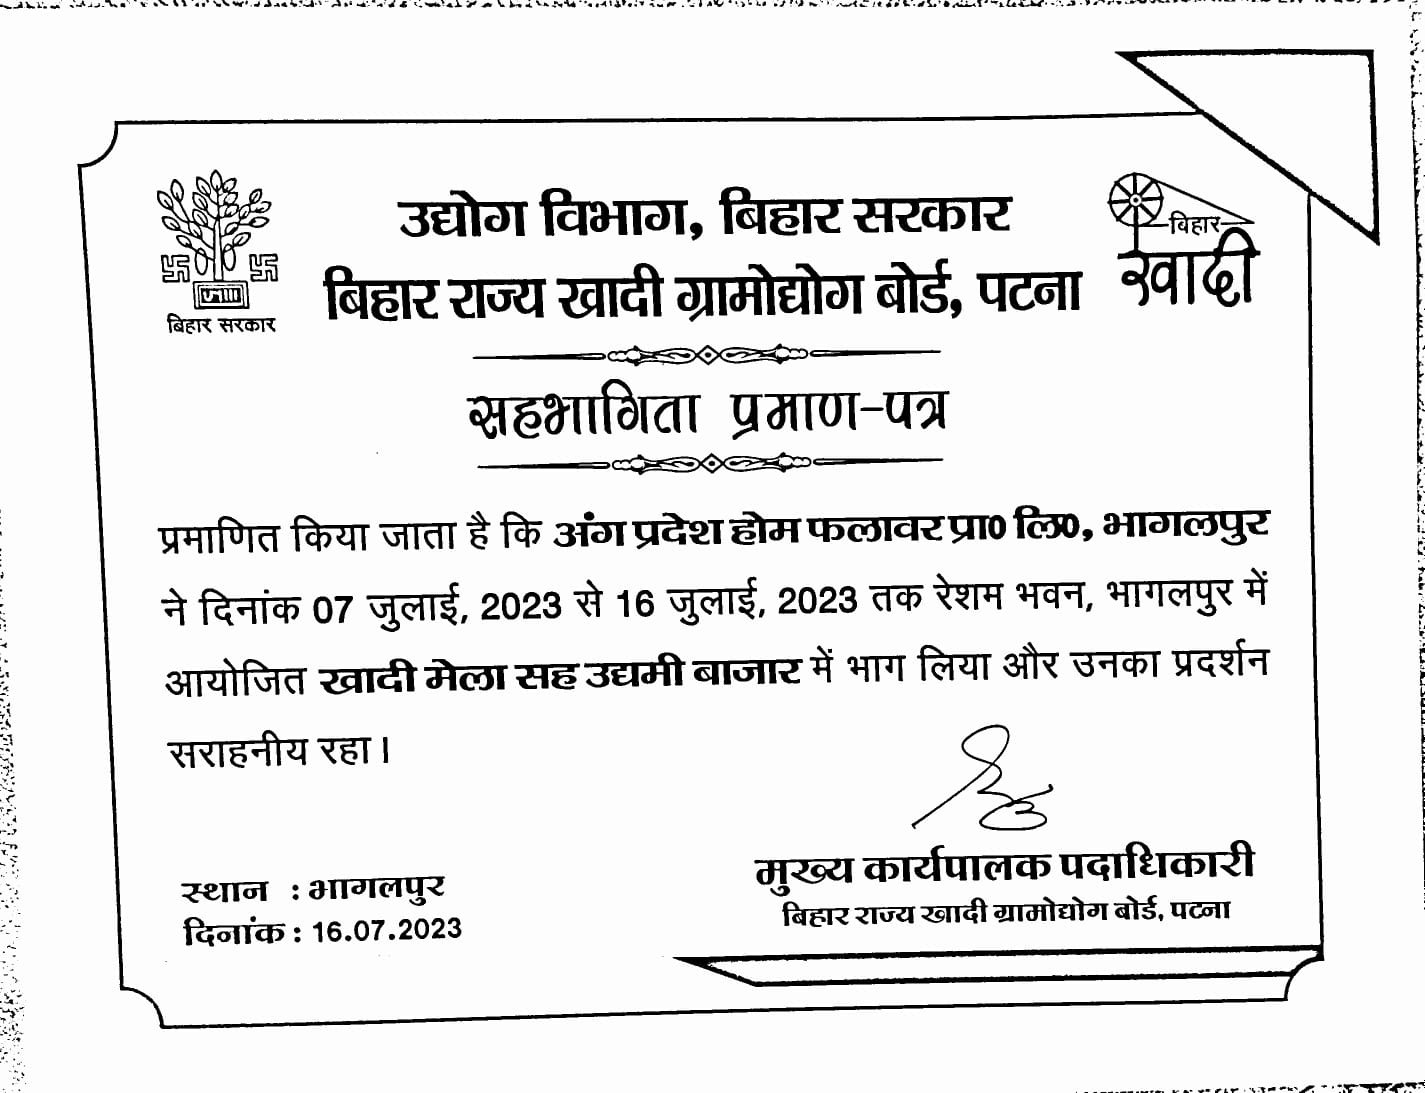 उद्योग विभाग, बिहार सरकार
बिहार राज्य खादी ग्रामोद्योग बोर्ड, पटना
बिहार सरकार
बिहार
खादी
सहभागिता प्रमाण-पत्र
प्रमाणित किया जाता है कि अंग प्रदेश होम फलावर प्रा0 लि0, भागलपुर
ने दिनांक 07 जुलाई, 2023 से 16 जुलाई, 2023 तक रेशम भवन, भागलपुर में
आयोजित खादी मेला सह उद्यमी बाजार में भाग लिया और उनका प्रदर्शन
सराहनीय रहा।
मुख्य कार्यपालक पदाधिकारी
बिहार राज्य खादी ग्रामोद्योग बोर्ड, पटना
स्थान : भागलपुर
दिनांक : 16.07.2023